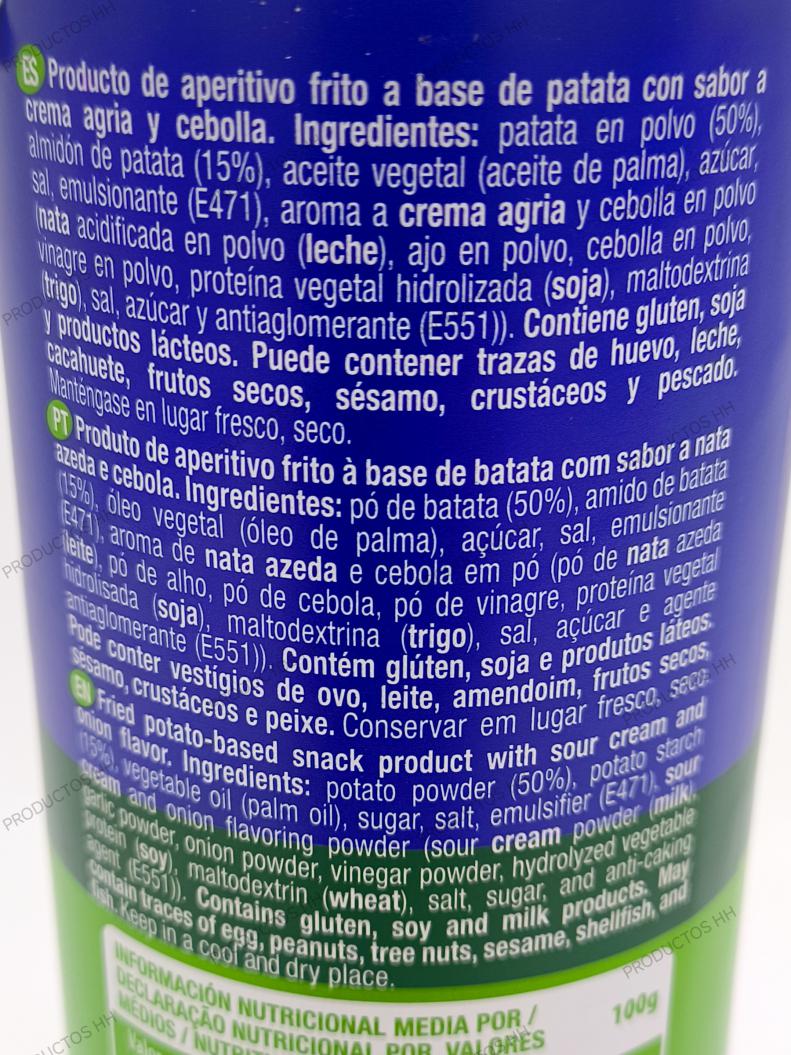 ES Producto de aperitivo frito a base de patata con sabor a
crema agria y cebolla. Ingredientes: patata en polvo (50%),
almidón de patata (15%), aceite vegetal (aceite de palma), azúcar,
sal, emulsionante (E471), aroma a crema agria y cebolla en polvo
(nata acidificada en polvo (leche), ajo en polvo, cebolla en polvo,
vinagre en polvo, proteína vegetal hidrolizada (soja), maltodextrina
(trigo), sal, azúcar y antiaglomerante (E551)). Contiene gluten, soja
y productos lácteos. Puede contener trazas de huevo, leche,
cacahuete, frutos secos, sésamo, crustáceos y pescado.
Manténgase en lugar fresco, seco.
PT Produto de aperitivo frito à base de batata com sabor a nata
azeda e cebola. Ingredientes: pó de batata (50%), amido de batata
(15%), óleo vegetal (óleo de palma), açúcar, sal, emulsionante
(E471), aroma de nata azeda e cebola em pó (pó de nata azeda
(leite), pó de alho, pó de cebola, pó de vinagre, proteína vegetal
hidrolisada (soja), maltodextrina (trigo), sal, açúcar e agente
antiaglomerante (E551)). Contém glúten, soja e produtos láteos.
Pode conter vestígios de ovo, leite, amendoim, frutos secos,
sésamo, crustáceos e peixe. Conservar em lugar fresco, seco.
EN Fried potato-based snack product with sour cream and
onion flavor. Ingredients: potato powder (50%), potato starch
(15%), vegetable oil (palm oil), sugar, salt, emulsifier (E471), sour
cream and onion flavoring powder (sour cream powder (milk),
garlic powder, onion powder, vinegar powder, hydrolyzed vegetable
protein (soy), maltodextrin (wheat), salt, sugar, and anti-caking
agent (E551)). Contains gluten, soy and milk products. May
contain traces of egg, peanuts, tree nuts, sesame, shellfish, and
fish. Keep in a cool and dry place.
INFORMACIÓN NUTRICIONAL MEDIA POR / 100g
DECLARAÇÃO NUTRICIONAL POR VALORES
MÉDIOS /
PRODUCTOS HH